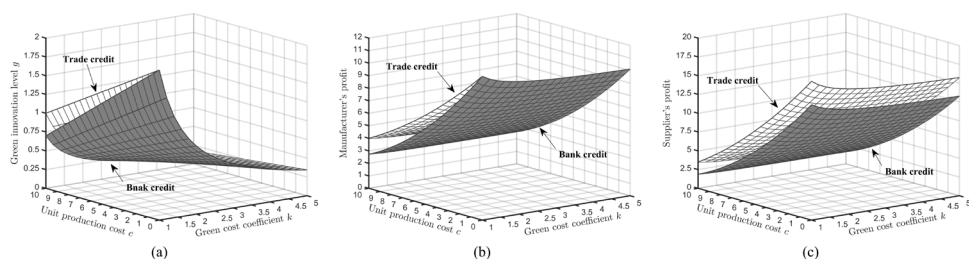 2
1.75
1.5
1.25
1
0.75
0.5
0.25
0
Green innovation level g
Trade credit
Bnak credit
10 9 8 7 6 5 4 3 2 1 0
Unit production cost c
1 1.5 2 2.5 3 3.5 4 4.5 5
Green cost coefficient k
(a)
12
11
10
9
8
7
6
5
4
3
2
1
0
Maunfacturer's profit
Trade credit
Bank credit
10 9 8 7 6 5 4 3 2 1 0
Unit production cost c
1 1.5 2 2.5 3 3.5 4 4.5 5
Green cost coefficient k
(b)
20
17.5
15
12.5
10
7.5
5
2.5
0
Supplier's profit
Trade credit
Bank credit
10 9 8 7 6 5 4 3 2 1 0
Unit production cost c
1 1.5 2 2.5 3 3.5 4 4.5 5
Green cost coefficient k
(c)